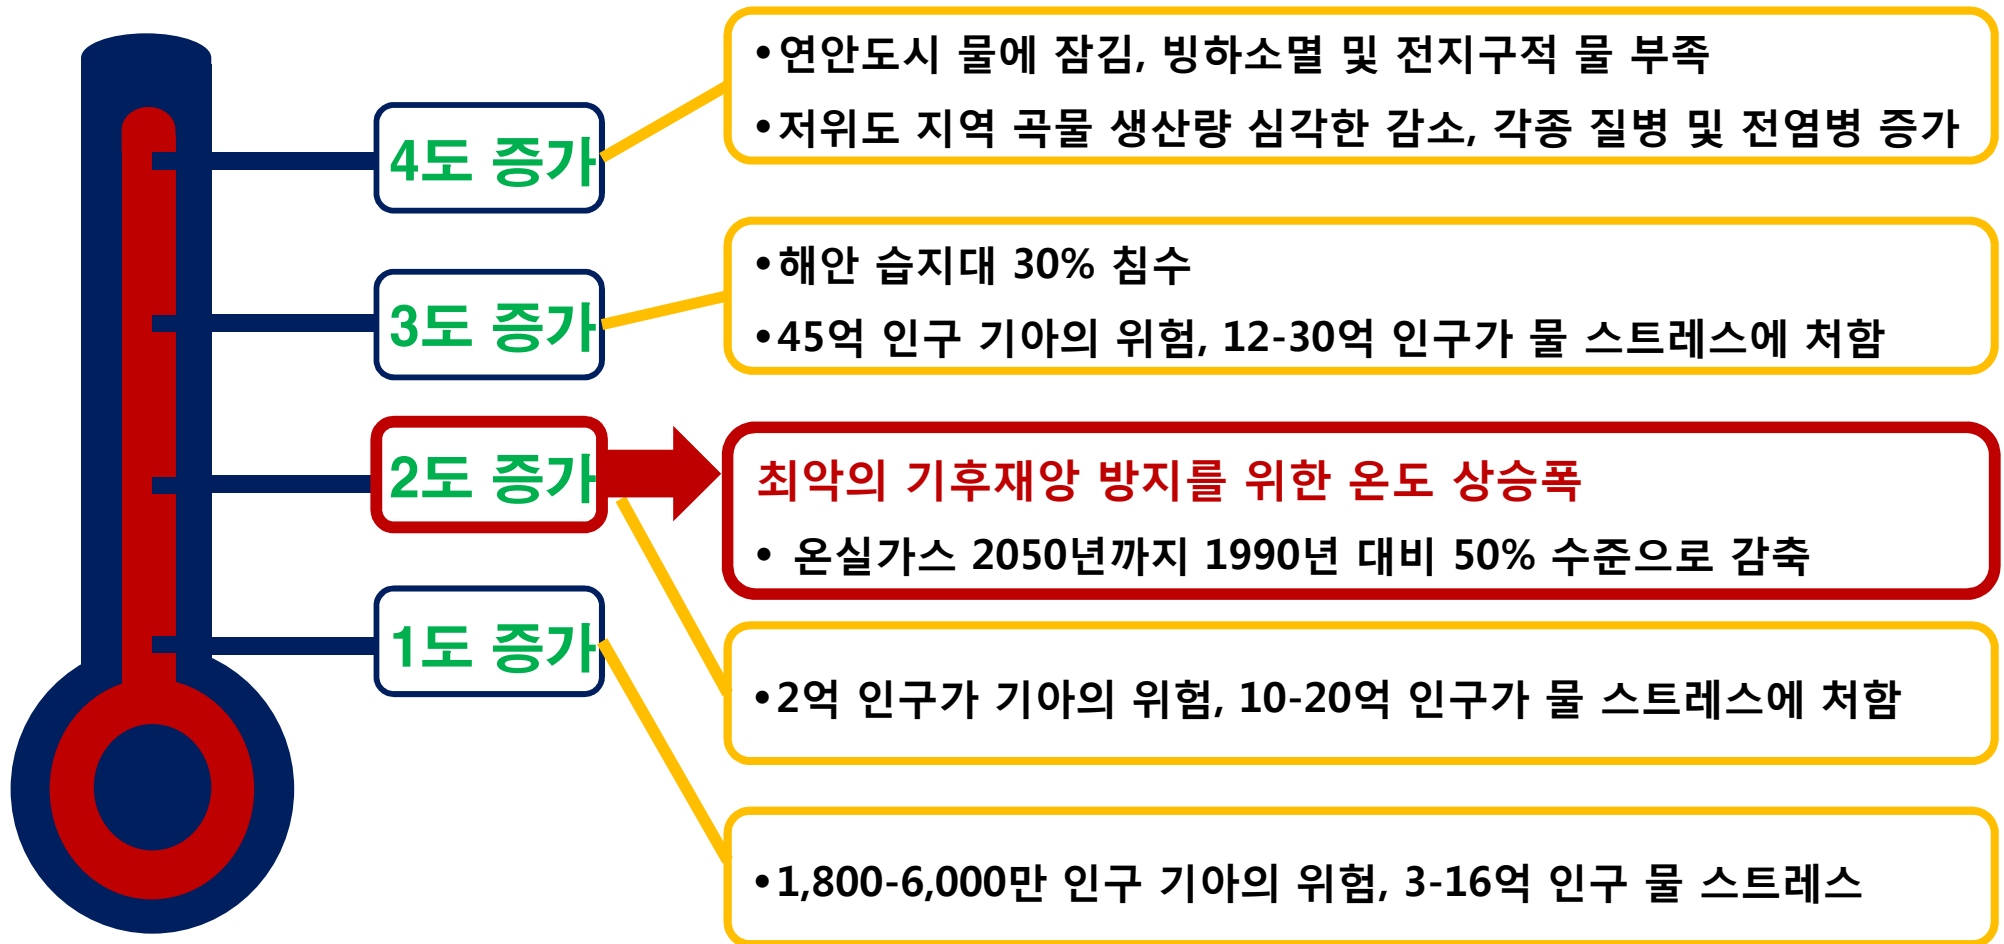 4도 증가
•연안도시 물에 잠김, 빙하소멸 및 전지구적 물 부족
•저위도 지역 곡물 생산량 심각한 감소, 각종 질병 및 전염병 증가
3도 증가
•해안 습지대 30% 침수
•45억 인구 기아의 위험, 12-30억 인구가 물 스트레스에 처함
2도 증가
최악의 기후재앙 방지를 위한 온도 상승폭
• 온실가스 2050년까지 1990년 대비 50% 수준으로 감축
•2억 인구가 기아의 위험, 10-20억 인구가 물 스트레스에 처함
1도 증가
•1,800-6,000만 인구 기아의 위험, 3-16억 인구 물 스트레스